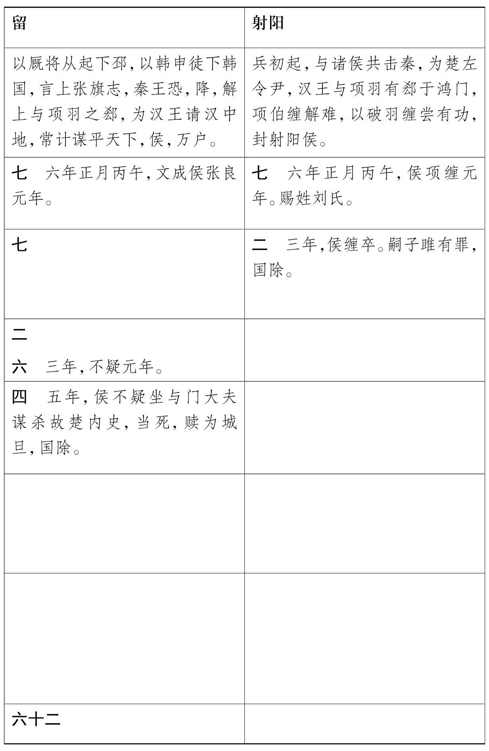 留
射阳
以厩将从起下邳,以韩申徒下韩
国,言上张旗志,秦王恐,降,解
上与项羽之郄,为汉王请汉中
地,常计谋平天下,侯,万户。
兵初起,与诸侯共击秦,为楚左
令尹,汉王与项羽有郄于鸿门,
项伯缠解难,以破羽缠尝有功,
封射阳侯。
七 六年正月丙午,文成侯张良
元年。
七 六年正月丙午,侯项缠元
年。赐姓刘氏。
七
二 三年,侯缠卒。嗣子睢有罪,
国除。
二
六 三年,不疑元年。
四 五年,侯不疑坐与门大夫
谋杀故楚内史,当死,赎为城
旦,国除。
六十二